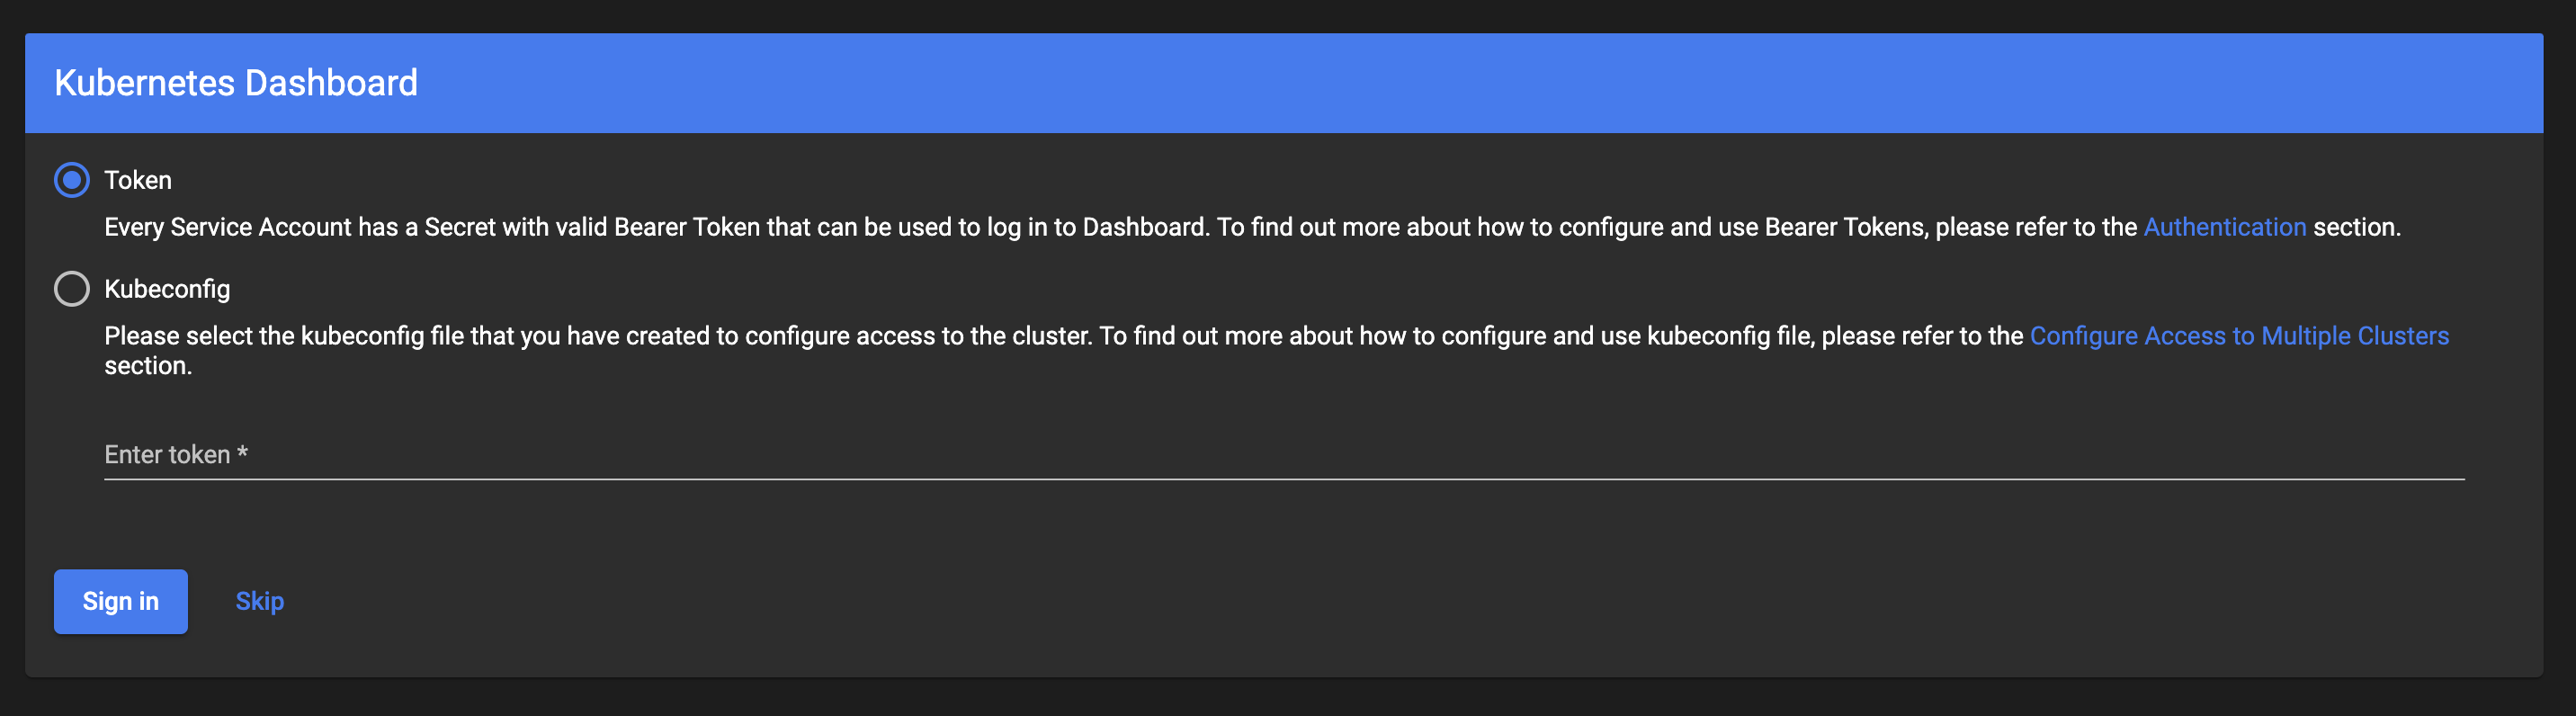 Kubernetes Dashboard
Token
Every Service Account has a Secret with valid Bearer Token that can be used to log in to Dashboard. To find out more about how to configure and use Bearer Tokens, please refer to the Authentication section.
Kubeconfig
Please select the kubeconfig file that you have created to configure access to the cluster. To find out more about how to configure and use kubeconfig file, please refer to the Configure Access to Multiple Clusters
section.
Enter token *
Sign in Skip